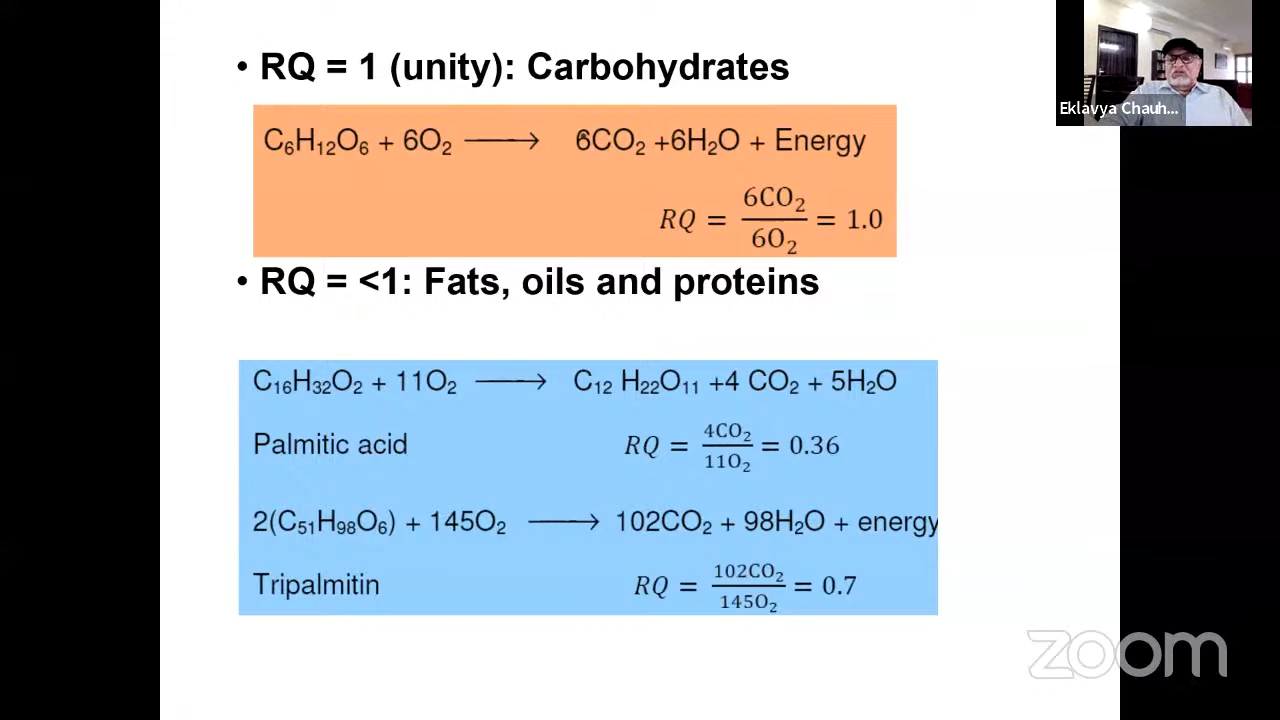 • RQ = 1 (unity): Carbohydrates
C₆H₁₂O₆ + 6O₂ ⟶ 6CO₂ +6H₂O + Energy
RQ = 6CO₂/6O₂ = 1.0
• RQ = <1: Fats, oils and proteins
C₁₆H₃₂O₂ + 11O₂ ⟶ C₁₂ H₂₂O₁₁ +4 CO₂ + 5H₂O
Palmitic acid RQ = 4CO₂/11O₂ = 0.36
2(C₅₁H₉₈O₆) + 145O₂ ⟶ 102CO₂ + 98H₂O + energy
Tripalmitin RQ = 102CO₂/145O₂ = 0.7
Eklavya Chauh...
zoom